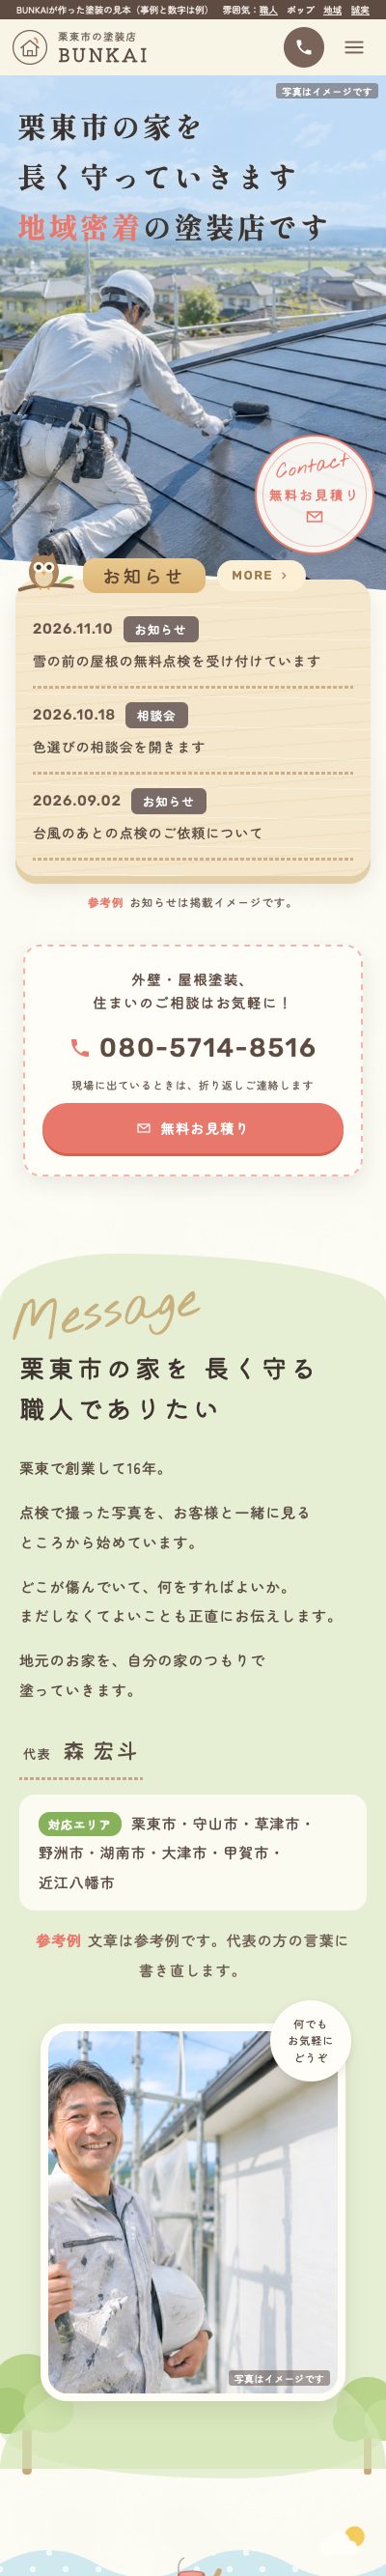 BUNKAIが作った塗装の見本（事例と数字は例） 雰囲気：職人 ポップ 地域 誠実
栗東市の塗装店
BUNKAI
写真はイメージです
栗東市の家を
長く守っていきます
地域密着の塗装店です
Contact
無料お見積り
お知らせ MORE
2026.11.10 お知らせ
雪の前の屋根の無料点検を受け付けています
2026.10.18 相談会
色選びの相談会を開きます
2026.09.02 お知らせ
台風のあとの点検のご依頼について
参考例 お知らせは掲載イメージです。
外壁・屋根塗装、
住まいのご相談はお気軽に！
080-5714-8516
現場に出ているときは、折り返しご連絡します
無料お見積り
Message
栗東市の家を 長く守る
職人でありたい
栗東で創業して16年。
点検で撮った写真を、お客様と一緒に見る
ところから始めています。
どこが傷んでいて、何をすればよいか。
まだしなくてよいことも正直にお伝えします。
地元のお家を、自分の家のつもりで
塗っていきます。
代表 森 宏斗
対応エリア 栗東市・守山市・草津市・
野洲市・湖南市・大津市・甲賀市・
近江八幡市
参考例 文章は参考例です。代表の方の言葉に
書き直します。
何でも
お気軽に
どうぞ
写真はイメージです